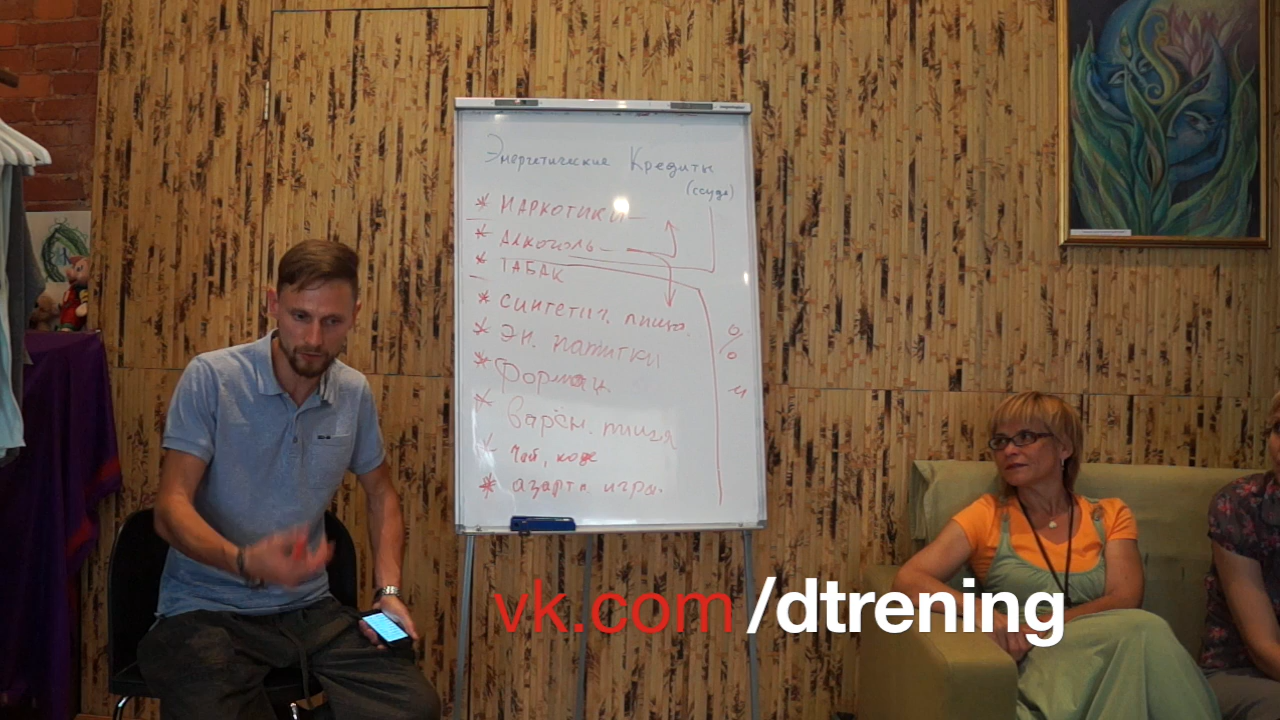 Энергетические Кредиты
(ссуда)
* НАРКОТИКИ
* АЛКОГОЛЬ
* ТАБАК
* СИНТЕТИЧ. пища
* ЭН. напитки
* Формац.
* Варён. пища
Чай, кофе
* азартн игры.
%
vk.com/dtrening